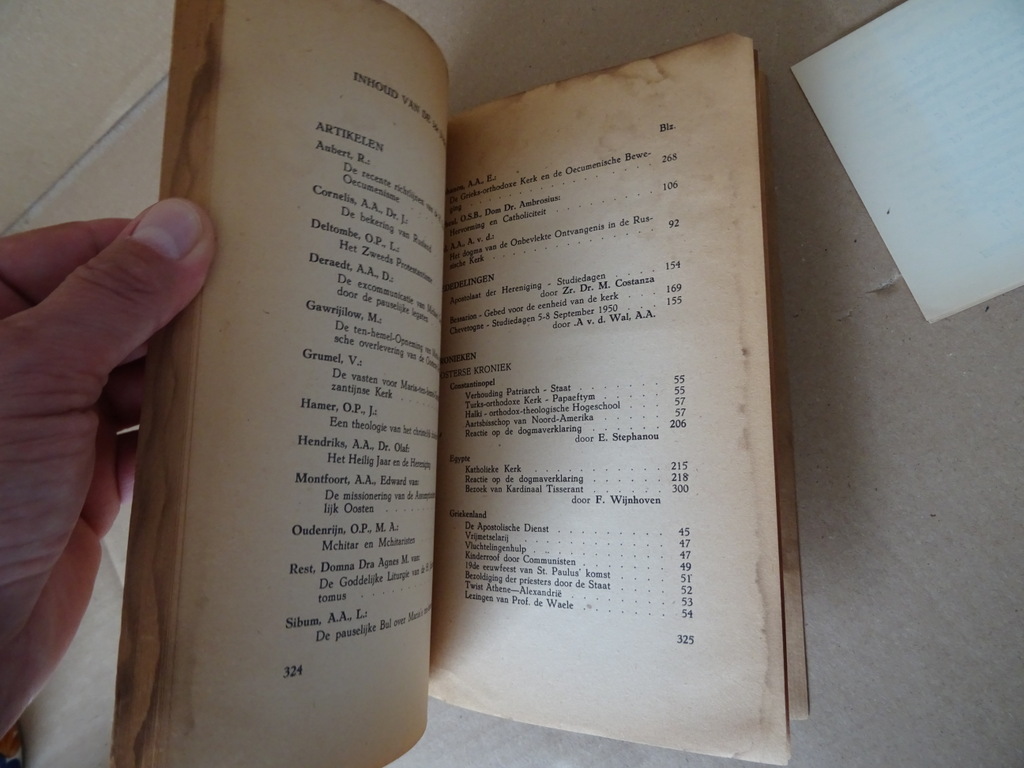 INHOUD VAN DE
ARTIKELEN
Aubert, R.:
De recente richtlijnen van
Oecumenisme
Cornelis, A.A., Dr. J.:
De bekering van Rusland
Deltombe, O.P., L.:
Het Zweeds Protestantisme
Deraedt, A.A., D.:
De excommunicatie van
door de pauselijke legaten
Gawrijilow, M.:
De ten-hemel-Opneming van
sche overlevering van de
Grumel, V.:
De vasten voor Maria-ten-hemel
zantijnse Kerk
Hamer, O.P., J.:
Een theologie van het
Hendriks, A.A., Dr. Olaf:
Het Heilig Jaar en de Hereniging
Montfoort, A.A., Edward van:
De missionering van de
lijk Oosten
Oudenrijn, O.P., M. A.:
Mchitar en Mchitaristen
Rest, Domna Dra Agnes M. van:
De Goddelijke Liturgie van de H.
tomus
Sibum, A.A., L.:
De pauselijke Bul over Maria's
324
Blz.
A.A., E.:
De Grieks-orthodoxe Kerk en de Oecumenische Bewe-
ging 268
O.S.B. Dom Dr. Ambrosius:
Hervorming en Catholiciteit 106
A.A., A. v. d.:
Het dogma van de Onbevlekte Ontvangenis in de Rus-
sische Kerk 92
EDEDELINGEN
Apostolaat der Hereniging - Studiedagen 154
door Zr. Dr. M. Costanza
Bessarion - Gebed voor de eenheid van de kerk 169
Chevetogne - Studiedagen 5-8 September 1950 155
door A v. d. Wal, A.A.
ONIEKEN
OSTERSE KRONIEK
Constantinopel
Verhouding Patriarch - Staat 55
Turks-orthodoxe Kerk - Papaeftym 55
Halki - orthodox-theologische Hogeschool 57
Aartsbisschop van Noord-Amerika 57
Reactie op de dogmaverklaring 206
door E. Stephanou
Egypte
Katholieke Kerk 215
Reactie op de dogmaverklaring 218
Bezoek van Kardinaal Tisserant 300
door F. Wijnhoven
Griekenland
De Apostolische Dienst 45
Vrijmetselarij 47
Vluchtelingenhulp 47
Kinderroof door Communisten 49
19de eeuwfeest van St. Paulus' komst 51
Bezoldiging der priesters door de Staat 52
Twist Athene—Alexandrië 53
Lezingen van Prof. de Waele 54
325